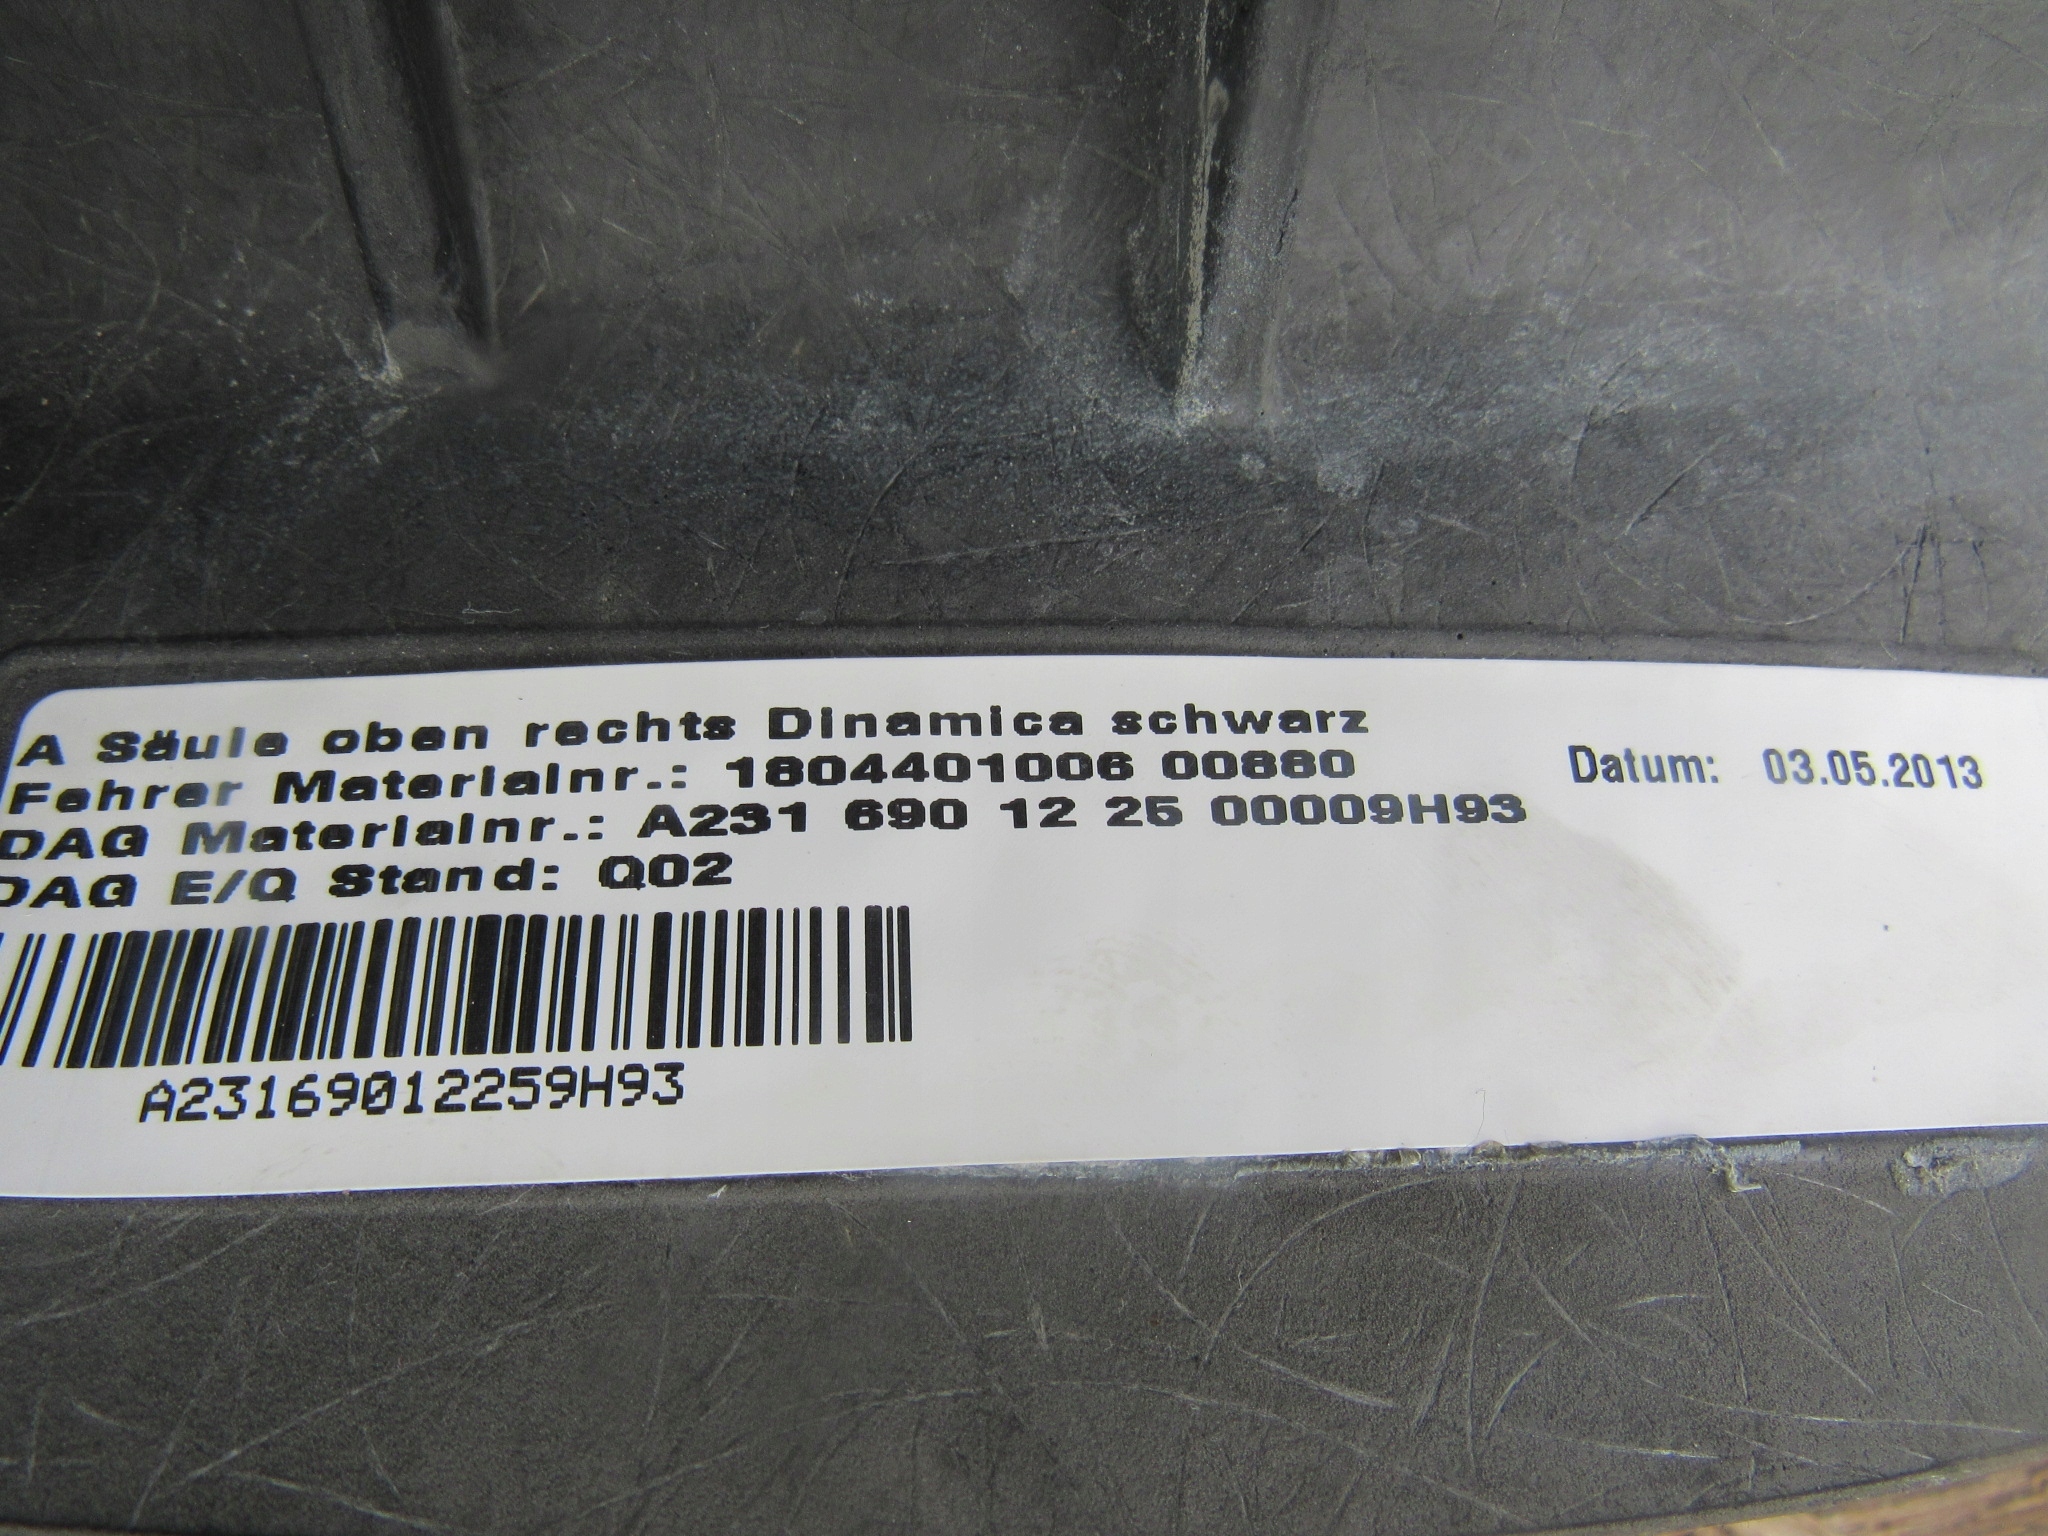 A Säule oben rechts Dinamica schwarz
Fehrer Materialnr.: 1804401006 00880
Datum: 03.05.2013
DAG Materialnr.: A231 690 12 25 00009H93
DAG E/Q Stand: Q02
A23169012259H93